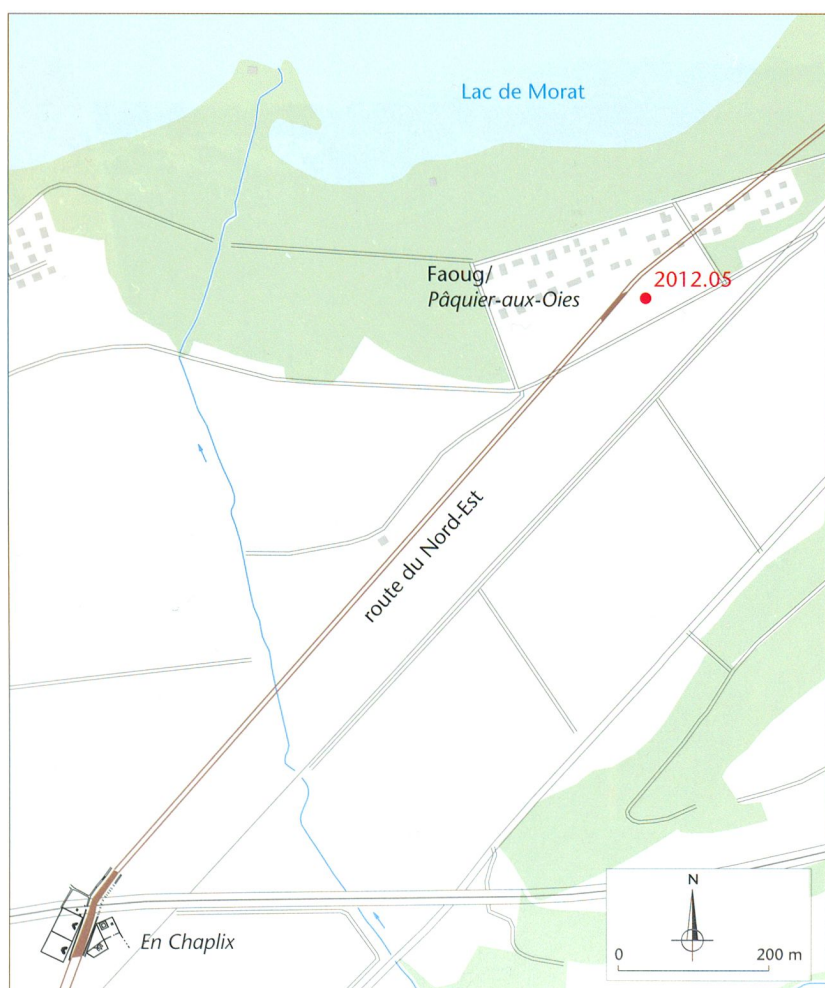 Lac de Morat
Faoug/
Pâquier-aux-Oies
2012.05
route du Nord-Est
En Chaplix
N
0 200 m